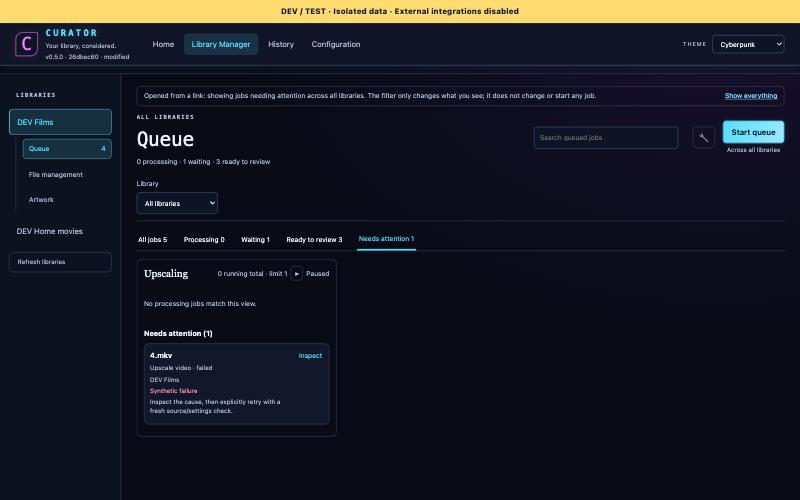 DEV / TEST · Isolated data · External integrations disabled
C
CURATOR
Your library, considered.
v0.5.0 · 26dbec60 · modified
Home
Library Manager
History
Configuration
THEME
Cyberpunk
LIBRARIES
DEV Films
Queue 4
File management
Artwork
DEV Home movies
Refresh libraries
Opened from a link: showing jobs needing attention across all libraries. The filter only changes what you see; it does not change or start any job.
Show everything
ALL LIBRARIES
Queue
0 processing · 1 waiting · 3 ready to review
Search queued jobs
Start queue
Across all libraries
Library
All libraries
All jobs 5
Processing 0
Waiting 1
Ready to review 3
Needs attention 1
Upscaling
0 running total · limit 1
Paused
No processing jobs match this view.
Needs attention (1)
4.mkv
Inspect
Upscale video · failed
DEV Films
Synthetic failure
Inspect the cause, then explicitly retry with a
fresh source/settings check.